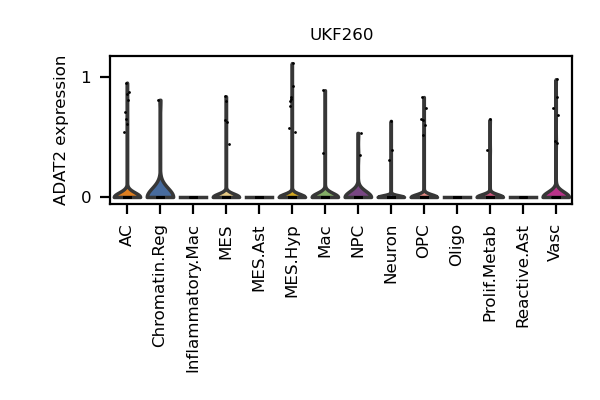 UKF260
ADAT2 expression
1
0
AC
Chromatin.Reg
Inflammatory.Mac
MES
MES.Ast
MES.Hyp
Mac
NPC
Neuron
OPC
Oligo
Prolif.Metab
Reactive.Ast
Vasc